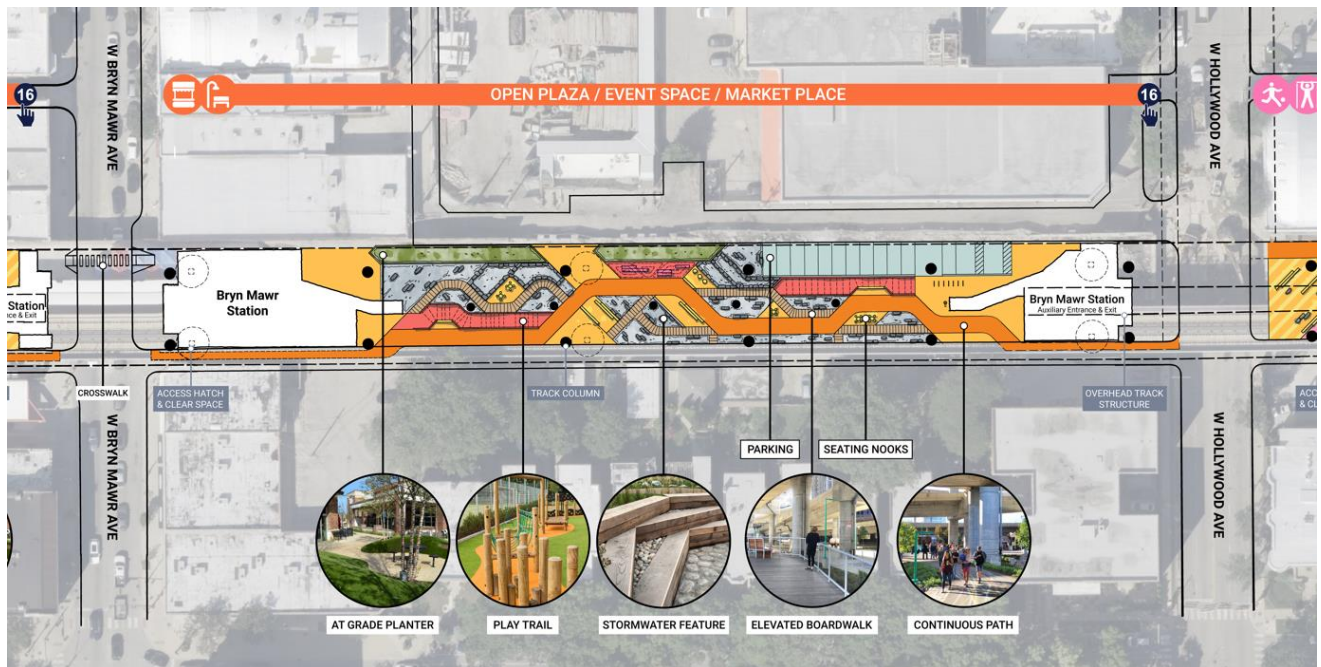 W BRYN MAWR AVE
OPEN PLAZA / EVENT SPACE / MARKET PLACE
W HOLLYWOOD AVE
16
16
Station
Bryn Mawr
Station
Bryn Mawr Station
Auxiliary Entrance & Exit
CROSSWALK
ACCESS HATCH
& CLEAR SPACE
TRACK COLUMN
OVERHEAD TRACK
STRUCTURE
PARKING
SEATING NOOKS
W BRYN MAWR AVE
W HOLLYWOOD AVE
AT GRADE PLANTER
PLAY TRAIL
STORMWATER FEATURE
ELEVATED BOARDWALK
CONTINUOUS PATH